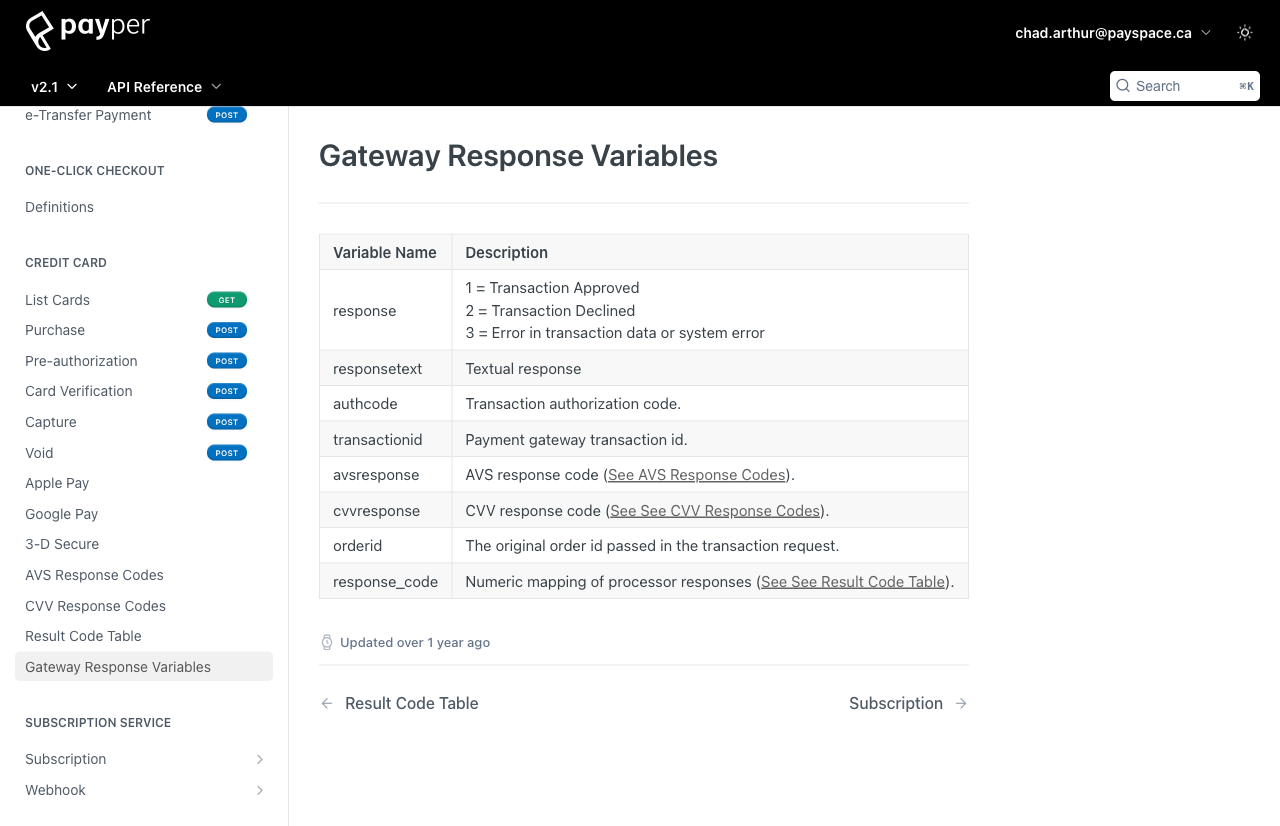 payper
chad.arthur@payspace.ca
v2.1
API Reference
Search
⌘K
e-Transfer Payment POST
ONE-CLICK CHECKOUT
Definitions
CREDIT CARD
List Cards GET
Purchase POST
Pre-authorization POST
Card Verification POST
Capture POST
Void POST
Apple Pay
Google Pay
3-D Secure
AVS Response Codes
CVV Response Codes
Result Code Table
Gateway Response Variables
SUBSCRIPTION SERVICE
Subscription
Webhook
Gateway Response Variables
Variable Name Description
response
1 = Transaction Approved
2 = Transaction Declined
3 = Error in transaction data or system error
responsetext Textual response
authcode Transaction authorization code.
transactionid Payment gateway transaction id.
avsresponse AVS response code (See AVS Response Codes).
cvvresponse CVV response code (See See CVV Response Codes).
orderid The original order id passed in the transaction request.
response_code Numeric mapping of processor responses (See See Result Code Table).
Updated over 1 year ago
← Result Code Table
Subscription →